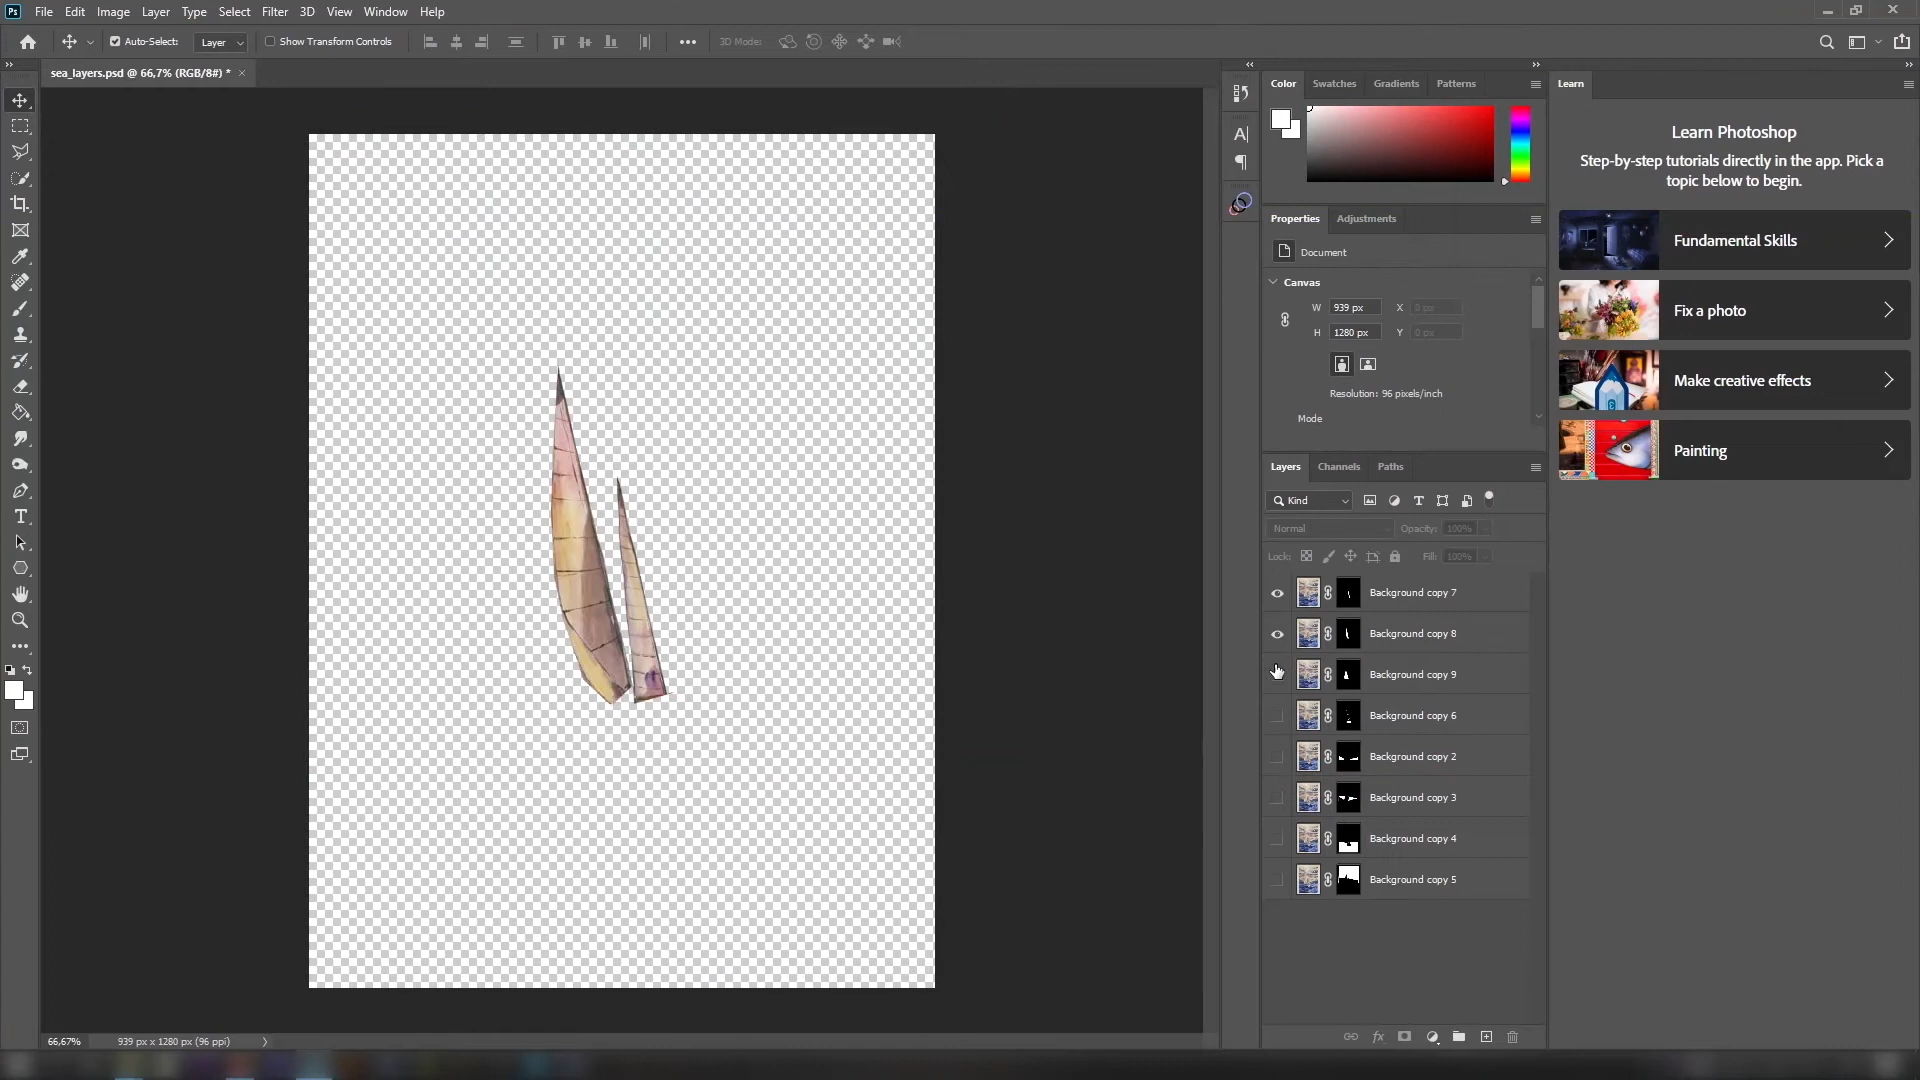 Ps File Edit Image Layer Type Select Filter 3D View Window Help
Auto-Select: Layer Show Transform Controls 3D Mode:
sea_layers.psd @ 66,7% (RGB/8#) *
Color Swatches Gradients Patterns
Learn
Learn Photoshop
Step-by-step tutorials directly in the app. Pick a
topic below to begin.
Fundamental Skills
Fix a photo
Make creative effects
Painting
Properties Adjustments
Document
Canvas
W 939 px X 0 px
H 1280 px Y 0 px
Resolution: 96 pixels/inch
Mode
Layers Channels Paths
Kind
Normal Opacity: 100%
Lock: Fill: 100%
Background copy 7
Background copy 8
Background copy 9
Background copy 6
Background copy 2
Background copy 3
Background copy 4
Background copy 5
66,67% 939 px x 1280 px (96 ppi)